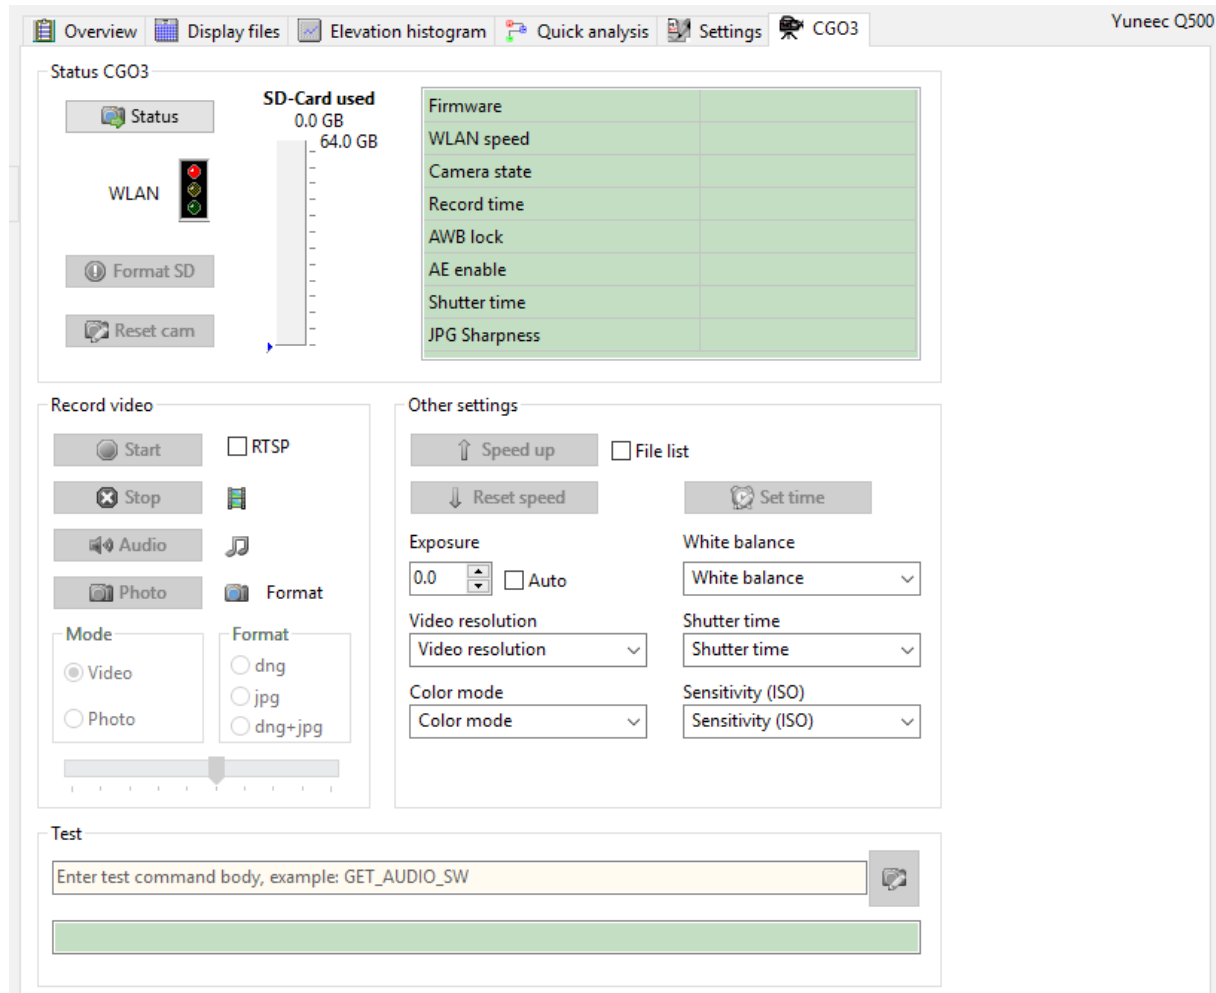 Overview Display files Elevation histogram Quick analysis Settings CGO3 Yuneec Q500
Status CGO3
Status
SD-Card used
0.0 GB
64.0 GB
WLAN
Format SD
Reset cam
Firmware
WLAN speed
Camera state
Record time
AWB lock
AE enable
Shutter time
JPG Sharpness
Record video
Start RTSP
Stop
Audio
Photo Format
Mode
Video
Photo
Format
dng
jpg
dng+jpg
Other settings
Speed up File list
Reset speed Set time
Exposure White balance
0.0 Auto White balance
Video resolution Shutter time
Video resolution Shutter time
Color mode Sensitivity (ISO)
Color mode Sensitivity (ISO)
Test
Enter test command body, example: GET_AUDIO_SW